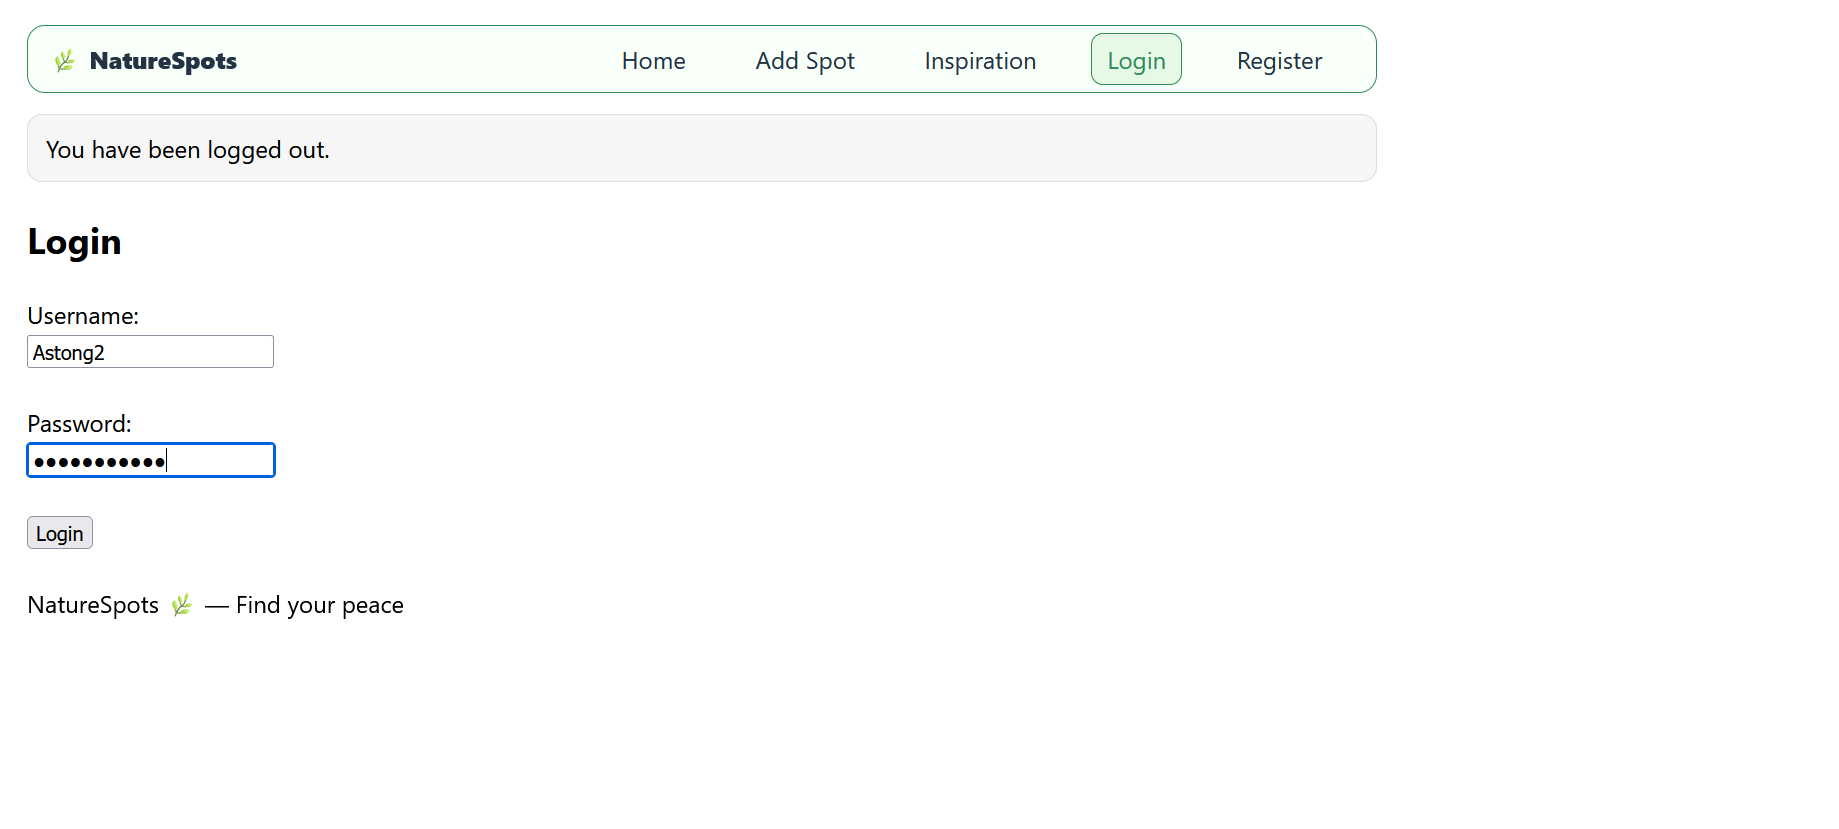 🌿 NatureSpots Home Add Spot Inspiration Login Register
You have been logged out.
Login
Username:
Astong2
Password:
●●●●●●●●●●●
Login
NatureSpots 🌿 — Find your peace